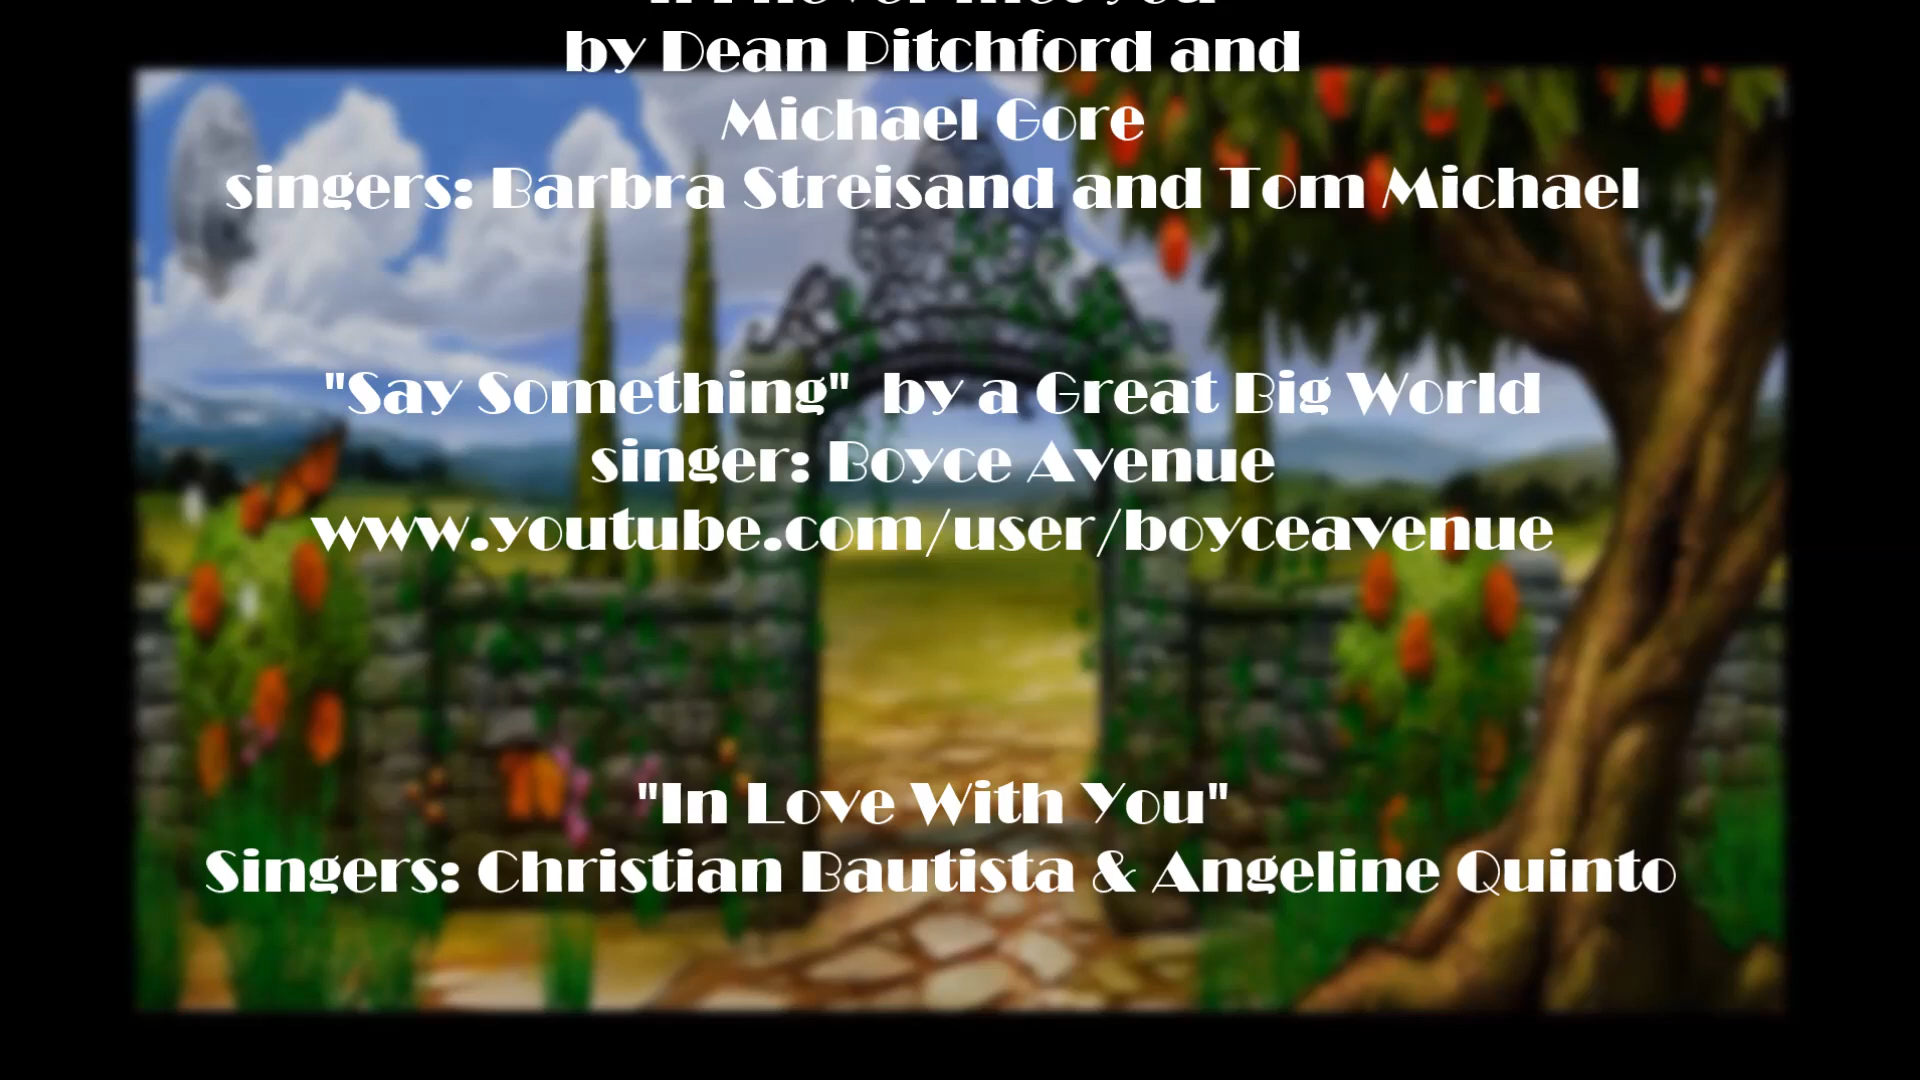 by Dean Pitchford and
Michael Gore
singers: Barbra Streisand and Tom Michael
"Say Something" by a Great Big World
singer: Boyce Avenue
www.youtube.com/user/boyceavenue
"In Love With You"
Singers: Christian Bautista & Angeline Quinto